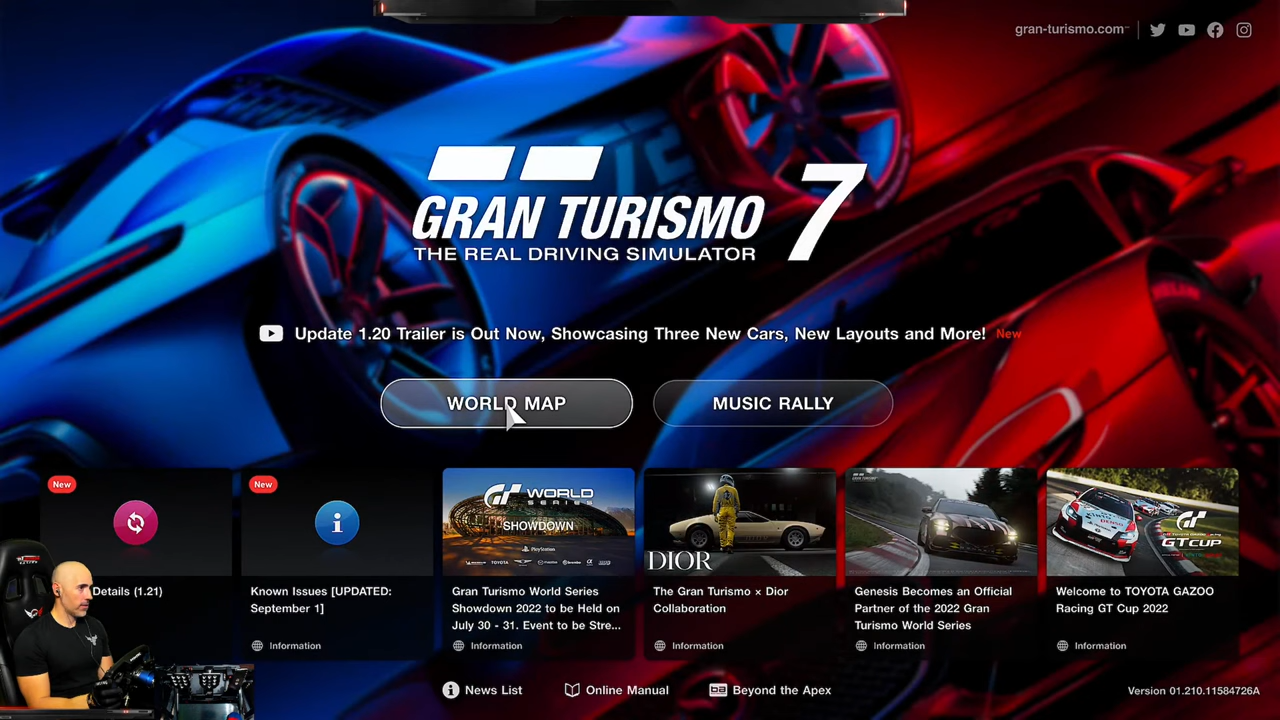 gran-turismo.com™
72
GRAN TURISMO 7
THE REAL DRIVING SIMULATOR
Update 1.20 Trailer is Out Now, Showcasing Three New Cars, New Layouts and More! New
WORLD MAP
MUSIC RALLY
New
Details (1.21)
New
Known Issues [UPDATED:
September 1]
Information
GT WORLD
SERIES
SHOWDOWN
PlayStation
TOYOTA
Gran Turismo World Series
Showdown 2022 to be Held on
July 30 - 31. Event to be Stre...
Information
DIOR
The Gran Turismo × Dior
Collaboration
Information
Genesis Becomes an Official
Partner of the 2022 Gran
Turismo World Series
Information
GT CUP
Welcome to TOYOTA GAZOO
Racing GT Cup 2022
Information
News List
Online Manual
Beyond the Apex
Version 01.210.11584726A